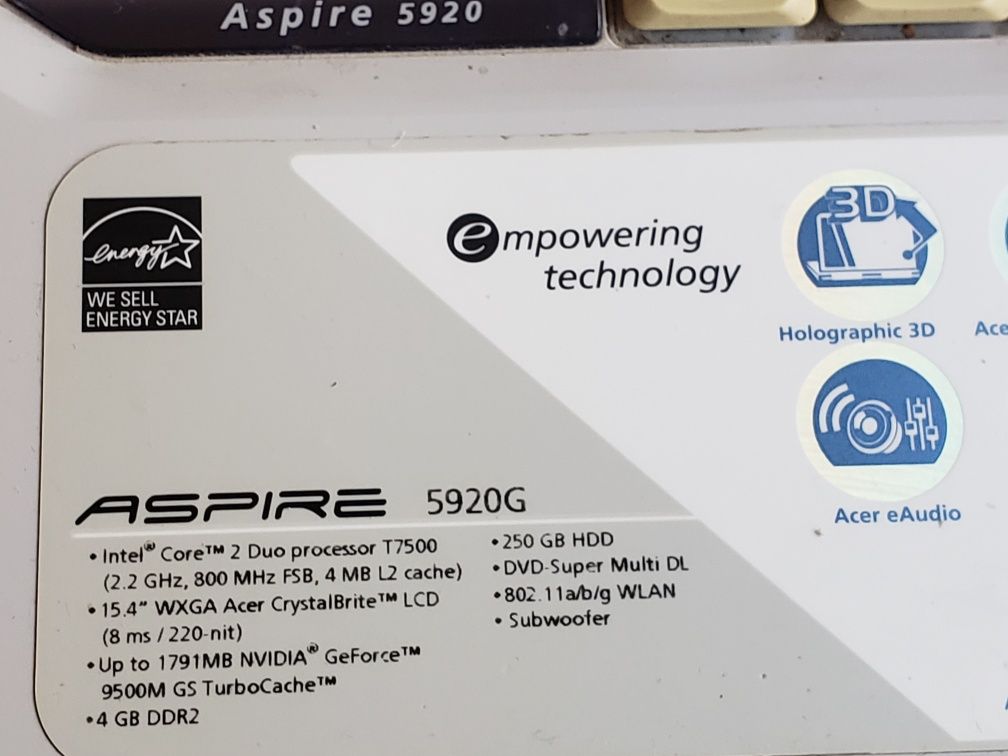 Aspire 5920
energy
WE SELL
ENERGY STAR
empowering
technology
3D
Holographic 3D
Ace
Acer eAudio
ASPIRE 5920G
• Intel® Core™ 2 Duo processor T7500
(2.2 GHz, 800 MHz FSB, 4 MB L2 cache)
• 15.4” WXGA Acer CrystalBrite™ LCD
(8 ms / 220-nit)
• Up to 1791MB NVIDIA® GeForce™
9500M GS TurboCache™
• 4 GB DDR2
• 250 GB HDD
• DVD-Super Multi DL
• 802.11a/b/g WLAN
• Subwoofer